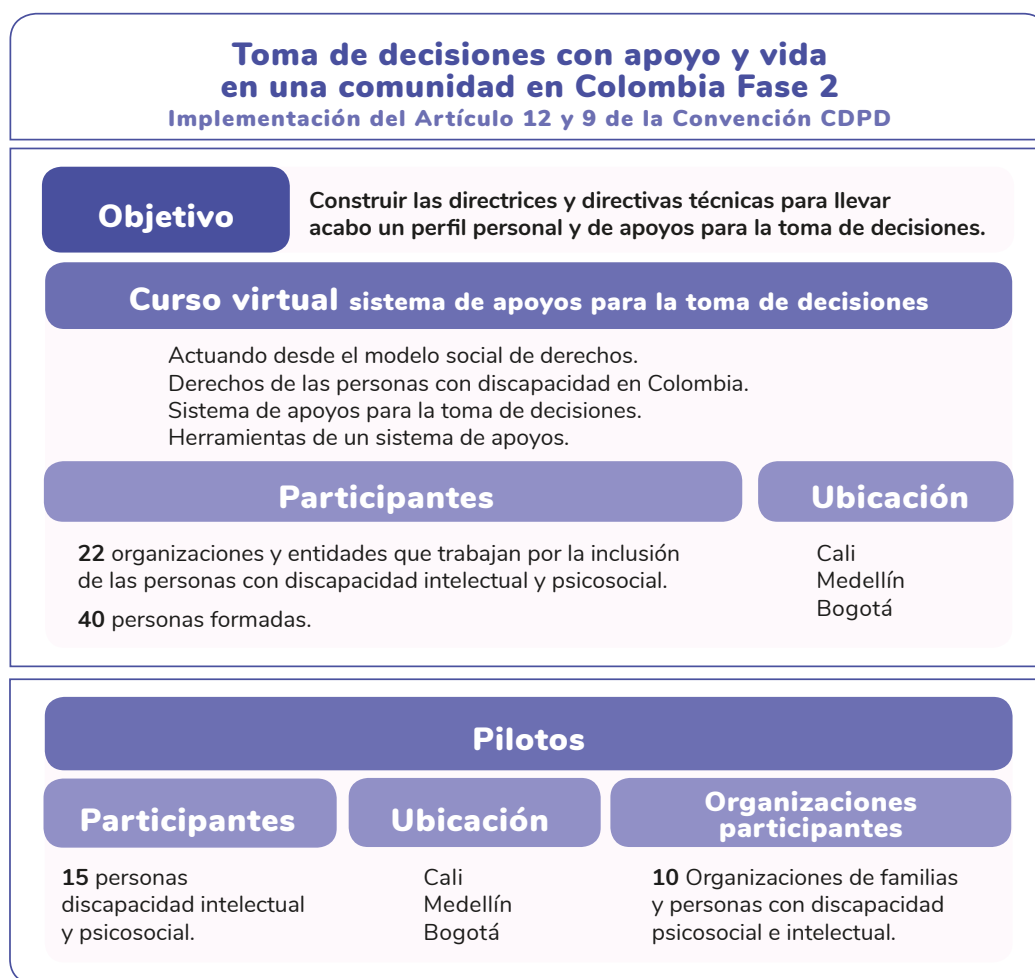 Toma de decisiones con apoyo y vida
en una comunidad en Colombia Fase 2
Implementación del Artículo 12 y 9 de la Convención CDPD
Objetivo
Construir las directrices y directivas técnicas para llevar
acabo un perfil personal y de apoyos para la toma de decisiones.
Curso virtual sistema de apoyos para la toma de decisiones
Actuando desde el modelo social de derechos.
Derechos de las personas con discapacidad en Colombia.
Sistema de apoyos para la toma de decisiones.
Herramientas de un sistema de apoyos.
Participantes
22 organizaciones y entidades que trabajan por la inclusión
de las personas con discapacidad intelectual y psicosocial.
40 personas formadas.
Ubicación
Cali
Medellín
Bogotá
Pilotos
Participantes
15 personas
discapacidad intelectual
y psicosocial.
Ubicación
Cali
Medellín
Bogotá
Organizaciones
participantes
10 Organizaciones de familias
y personas con discapacidad
psicosocial e intelectual.